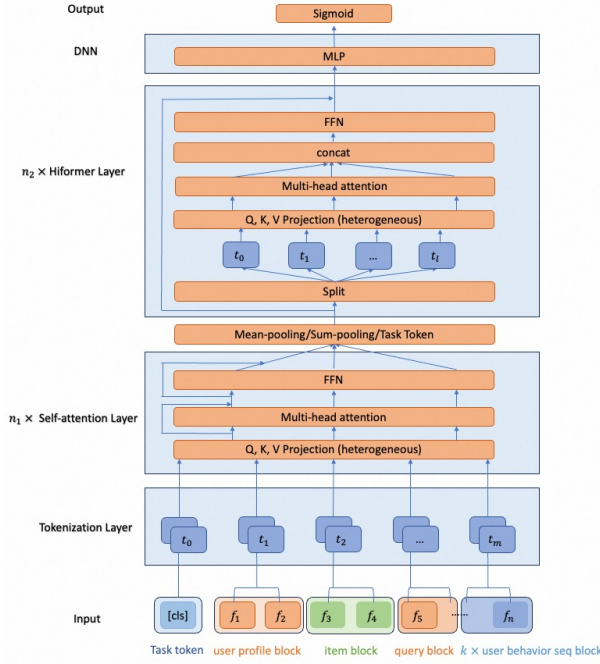 Output
Sigmoid
DNN
MLP
FFN
concat
n₂ × Hiformer Layer
Multi-head attention
Q, K, V Projection (heterogeneous)
t₀ t₁ ... tₗ
Split
Mean-pooling/Sum-pooling/Task Token
FFN
n₁ × Self-attention Layer
Multi-head attention
Q, K, V Projection (heterogeneous)
Tokenization Layer
t₀ t₁ t₂ ... tₘ
Input
[cls] f₁ f₂ f₃ f₄ f₅ ...... fₙ
Task token user profile block item block query block k × user behavior seq block